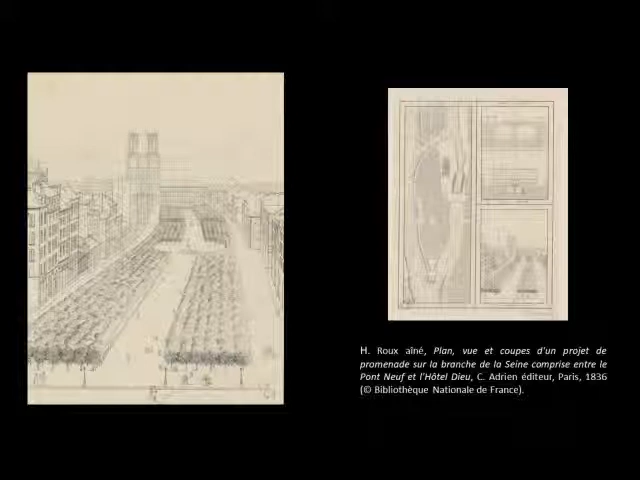 H. Roux aîné, Plan, vue et coupes d'un projet de
promenade sur la branche de la Seine comprise entre le
Pont Neuf et l'Hôtel Dieu, C. Adrien éditeur, Paris, 1836
(© Bibliothèque Nationale de France).